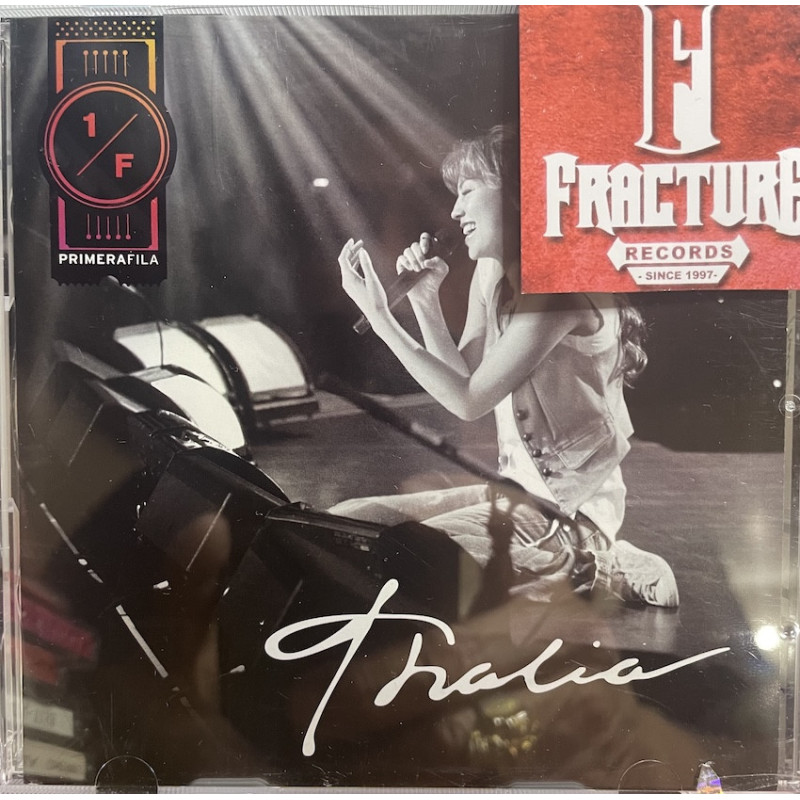 1/F
PRIMERAFILA
F
FRACTURE
RECORDS
- SINCE 1997-
Thalia